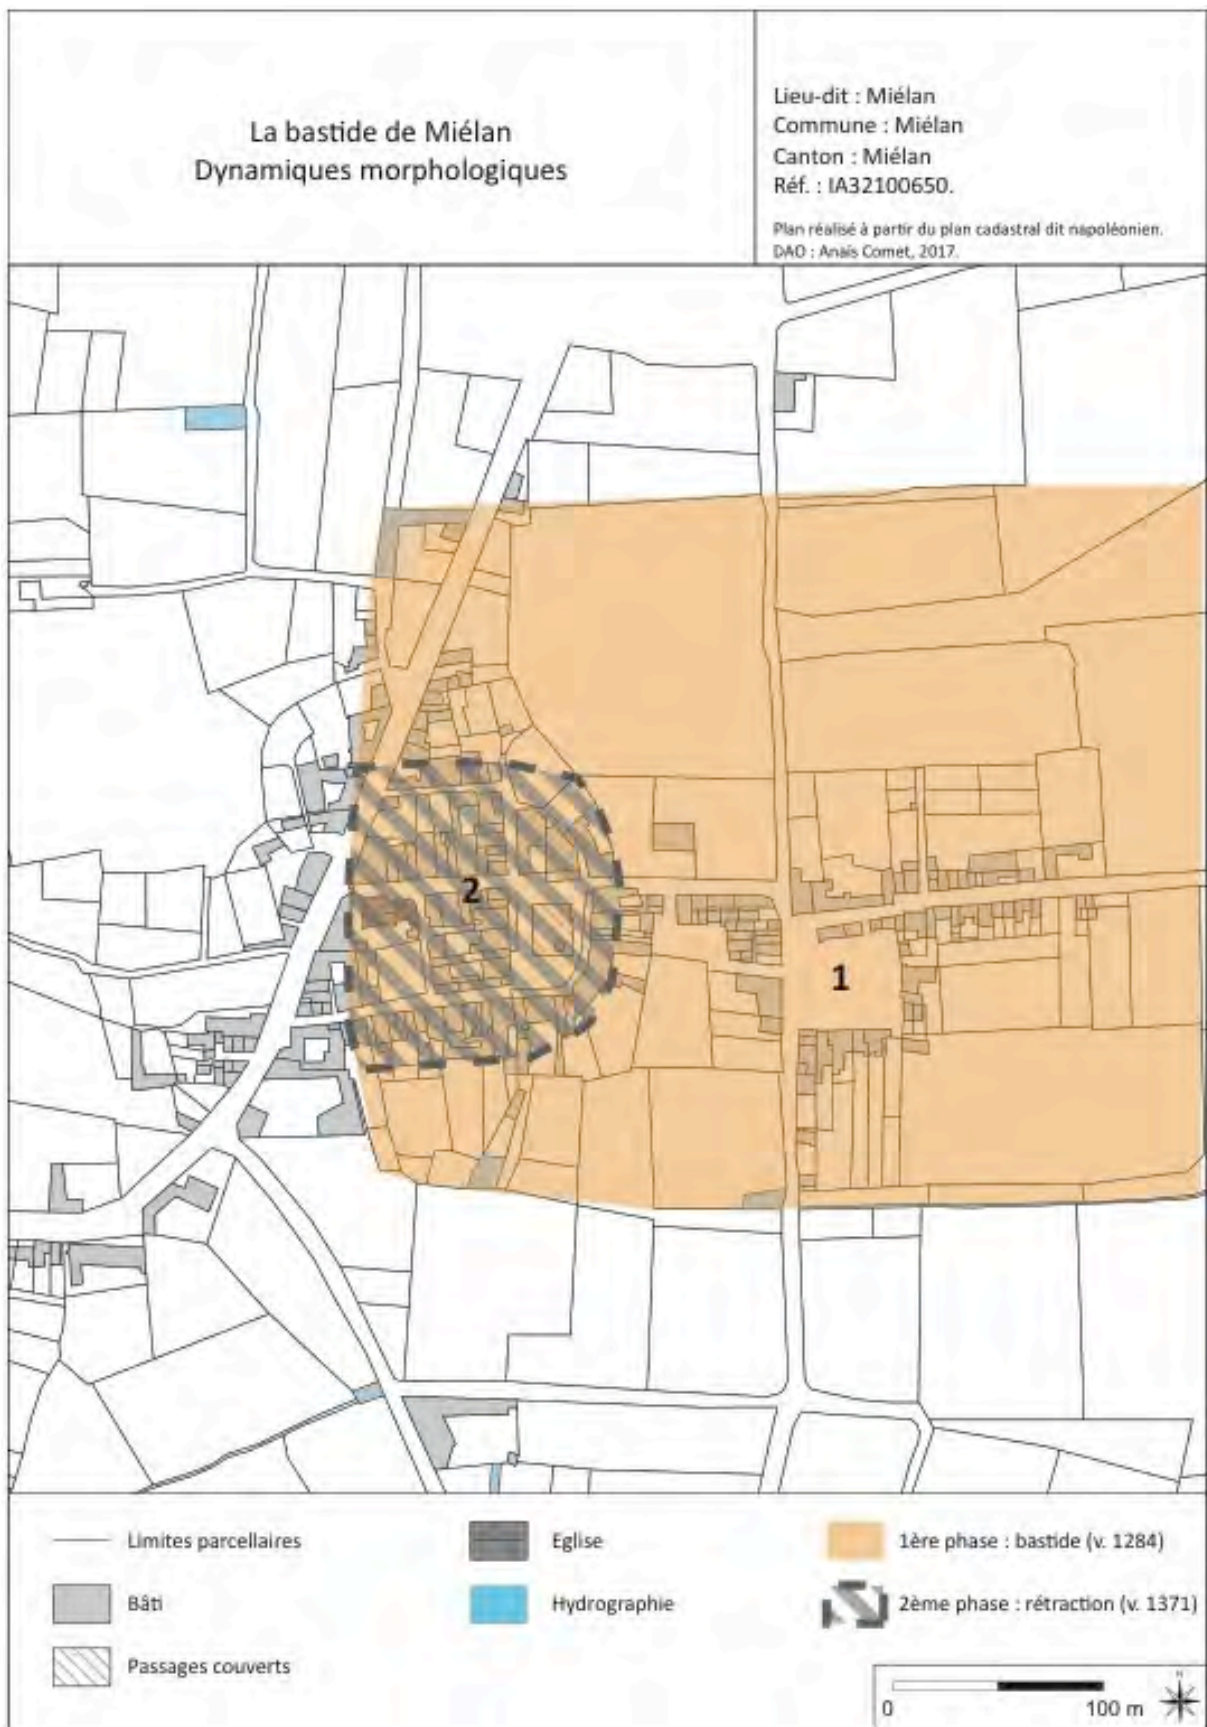 La bastide de Miélan
Dynamiques morphologiques
Lieu-dit : Miélan
Commune : Miélan
Canton : Miélan
Réf. : IA32100650.
Plan réalisé à partir du plan cadastral dit napoléonien.
DAO : Anaïs Comet, 2017.
2
1
Limites parcellaires
Bâti
Passages couverts
Eglise
Hydrographie
1ère phase : bastide (v. 1284)
2ème phase : rétraction (v. 1371)
0 100 m
N